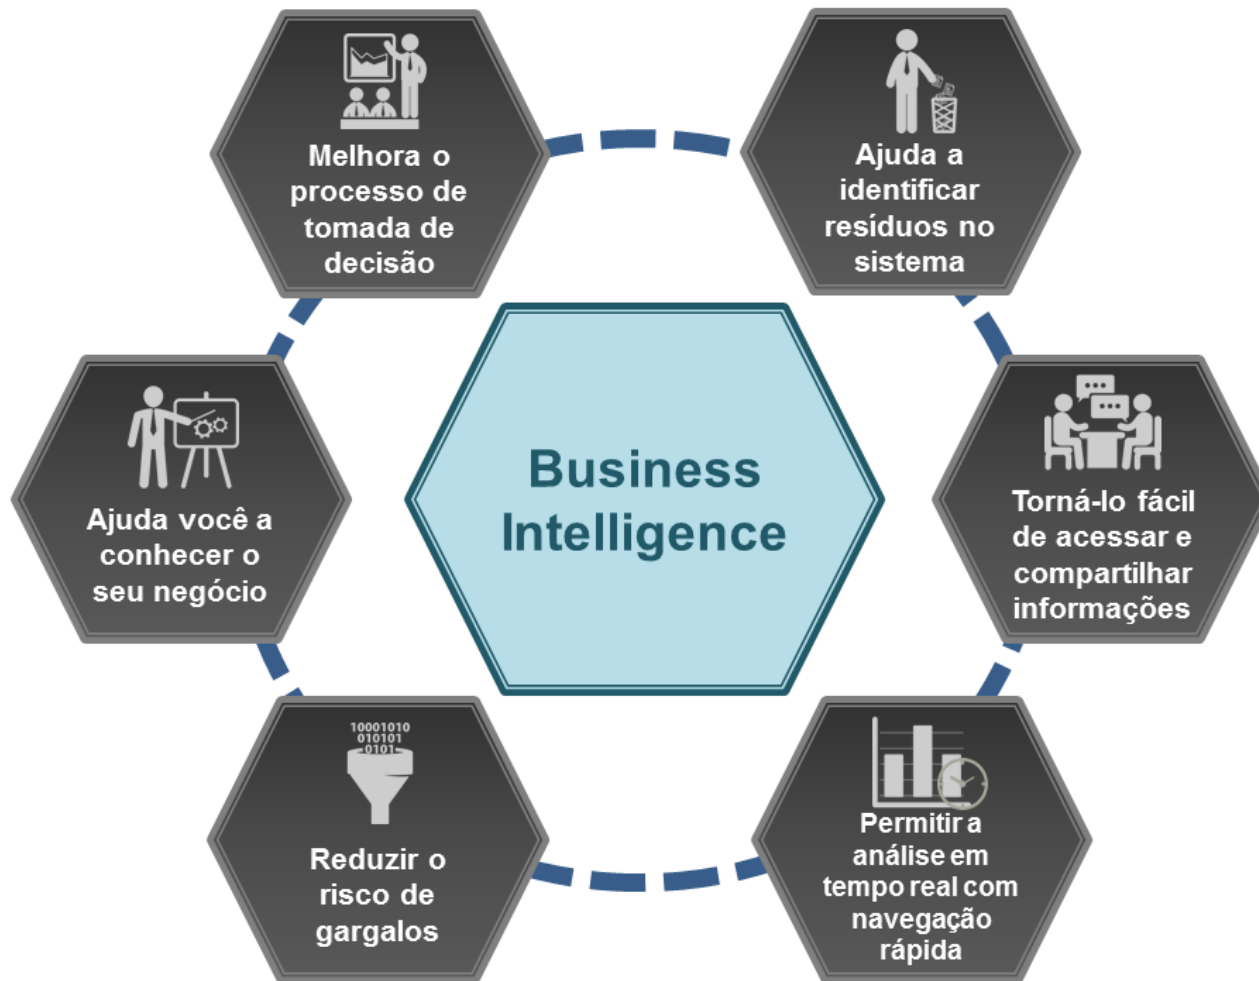 Melhora o
processo de
tomada de
decisão
Ajuda a
identificar
resíduos no
sistema
Ajuda você a
conhecer o
seu negócio
Business
Intelligence
Torná-lo fácil
de acessar e
compartilhar
informações
10001010
010101
0101
Reduzir o
risco de
gargalos
Permitir a
análise em
tempo real com
navegação
rápida